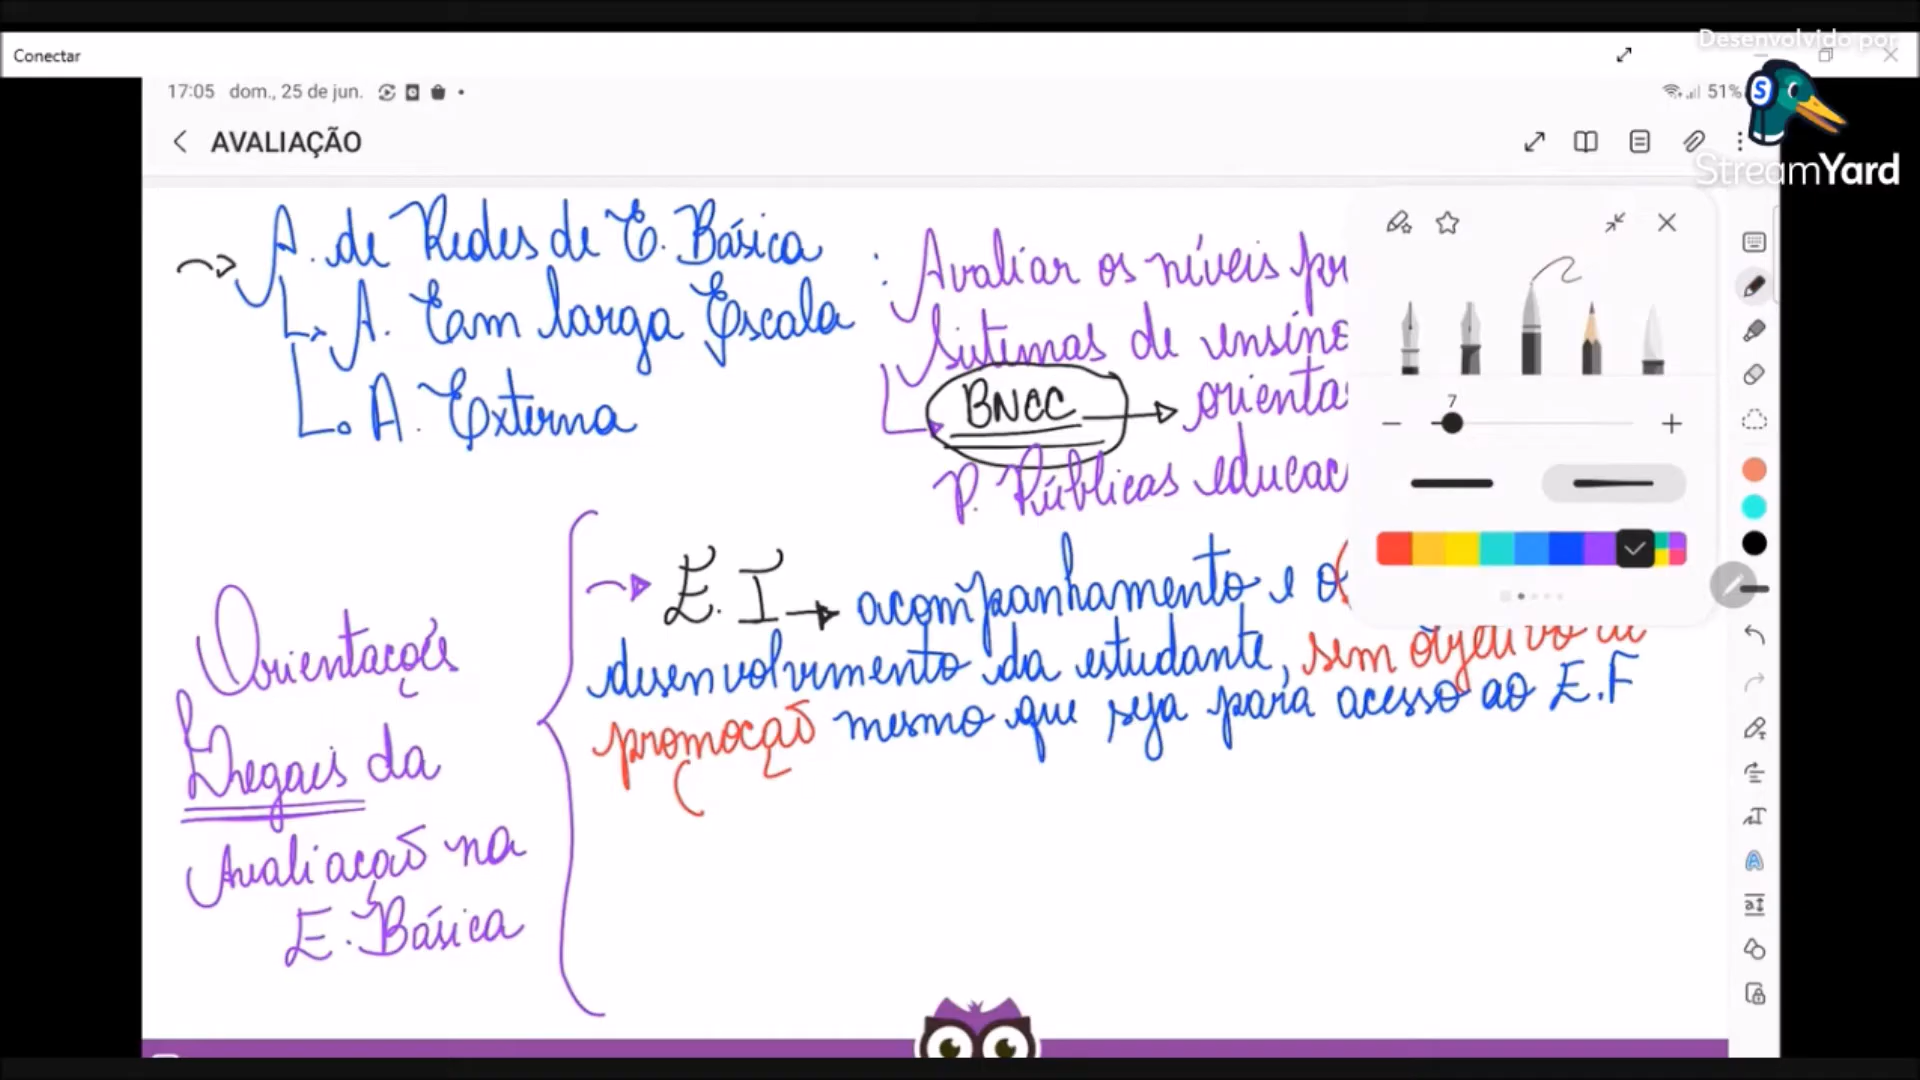 Desenvolvido por
Conectar
17:05 dom., 25 de jun.
51%
AVALIAÇÃO
StreamYard
A. de Redes de E. Básica
A. Eam larga Escala
A. Externa
: Avaliar os níveis
Sistemas de ensino
BNCC → orienta
P. Públicas educac
7
Orientações
Legais da
Avaliação na
E. Básica
E. I → acompanhamento e o
desenvolvimento da estudante, sem objetivo de
promoção mesmo que seja para acesso ao E.F